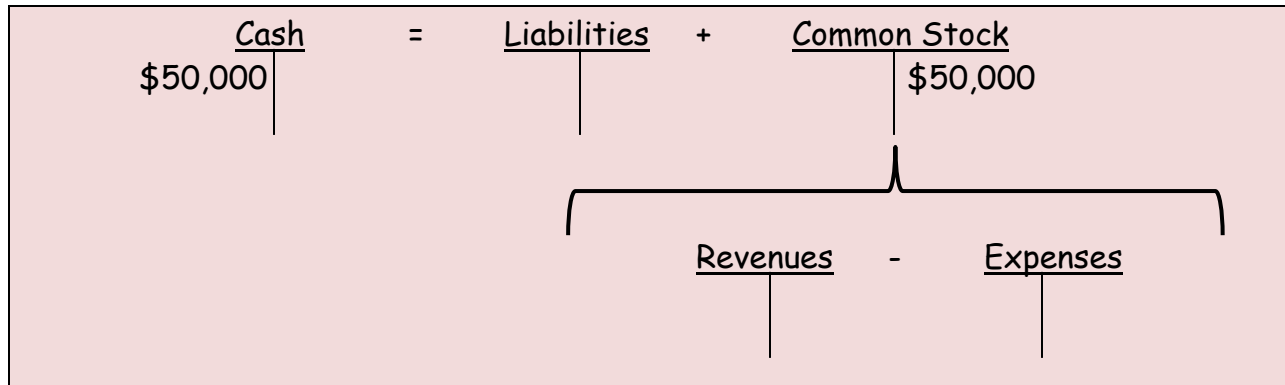 Cash = Liabilities + Common Stock
$50,000 $50,000
Revenues - Expenses